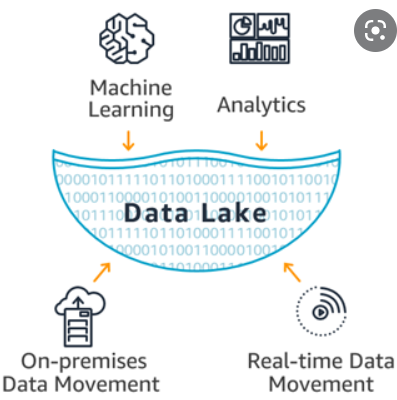 Machine
Learning
Analytics
Data Lake
On-premises
Data Movement
Real-time Data
Movement